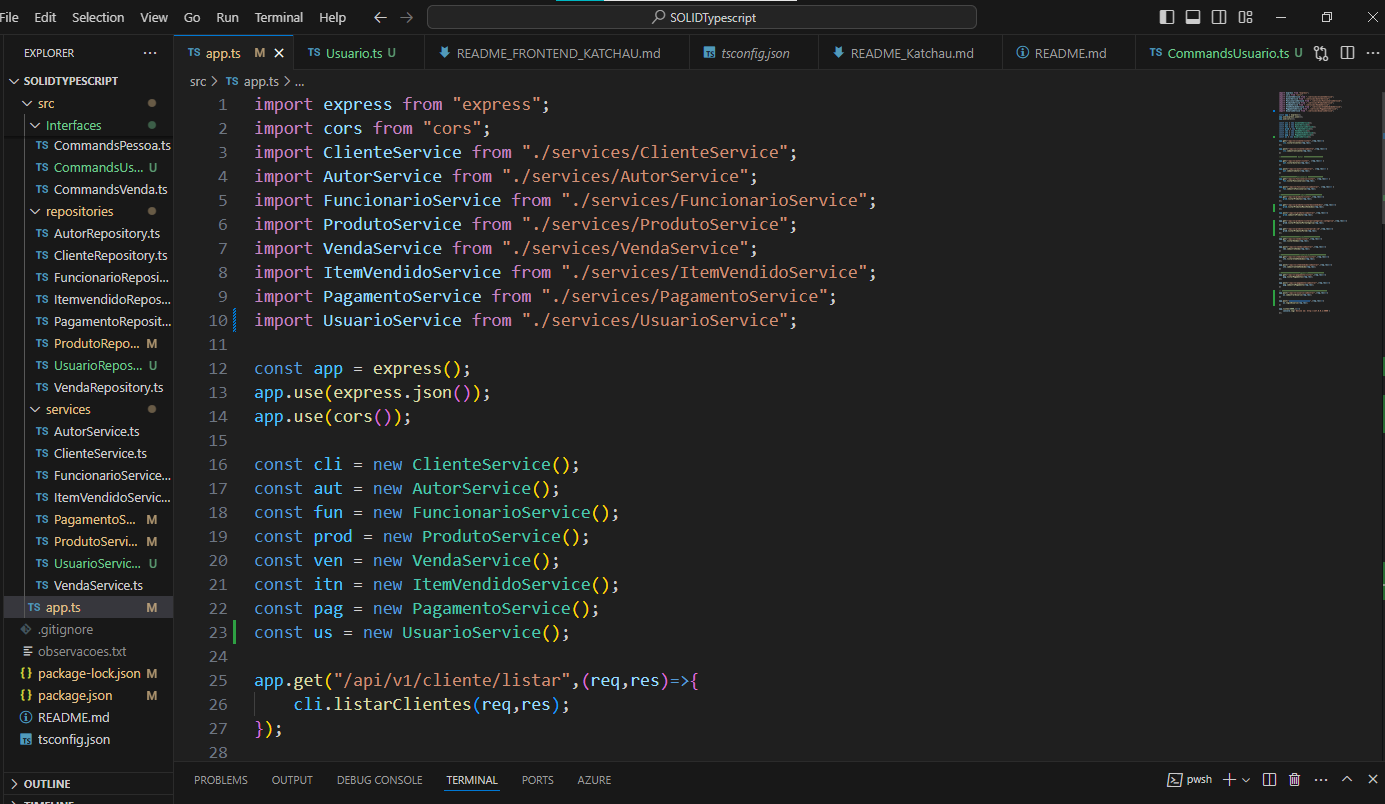 File Edit Selection View Go Run Terminal Help
SOLIDTypescript
EXPLORER
SOLIDTYPESCRIPT
src
Interfaces
TS CommandsPessoa.ts
TS CommandsUs... U
TS CommandsVenda.ts
repositories
TS AutorRepository.ts
TS ClienteRepository.ts
TS FuncionarioReposi...
TS ItemvendidoRepos...
TS PagamentoReposit...
TS ProdutoRepo... M
TS UsuarioRepos... U
TS VendaRepository.ts
services
TS AutorService.ts
TS ClienteService.ts
TS FuncionarioService...
TS ItemVendidoServic...
TS PagamentoS... M
TS ProdutoServi... M
TS UsuarioServic... U
TS VendaService.ts
TS app.ts M
.gitignore
observacoes.txt
{} package-lock.json M
{} package.json M
README.md
TS tsconfig.json
OUTLINE
TIMELINE
TS app.ts M
TS Usuario.ts U
README_FRONTEND_KATCHAU.md
TS tsconfig.json
README_Katchau.md
README.md
TS CommandsUsuario.ts U
src > TS app.ts > ...
1 import express from "express";
2 import cors from "cors";
3 import ClienteService from "./services/ClienteService";
4 import AutorService from "./services/AutorService";
5 import FuncionarioService from "./services/FuncionarioService";
6 import ProdutoService from "./services/ProdutoService";
7 import VendaService from "./services/VendaService";
8 import ItemVendidoService from "./services/ItemVendidoService";
9 import PagamentoService from "./services/PagamentoService";
10 import UsuarioService from "./services/UsuarioService";
11
12 const app = express();
13 app.use(express.json());
14 app.use(cors());
15
16 const cli = new ClienteService();
17 const aut = new AutorService();
18 const fun = new FuncionarioService();
19 const prod = new ProdutoService();
20 const ven = new VendaService();
21 const itn = new ItemVendidoService();
22 const pag = new PagamentoService();
23 const us = new UsuarioService();
24
25 app.get("/api/v1/cliente/listar",(req,res)=>{
26 cli.listarClientes(req,res);
27 });
28
PROBLEMS OUTPUT DEBUG CONSOLE TERMINAL PORTS AZURE
pwsh